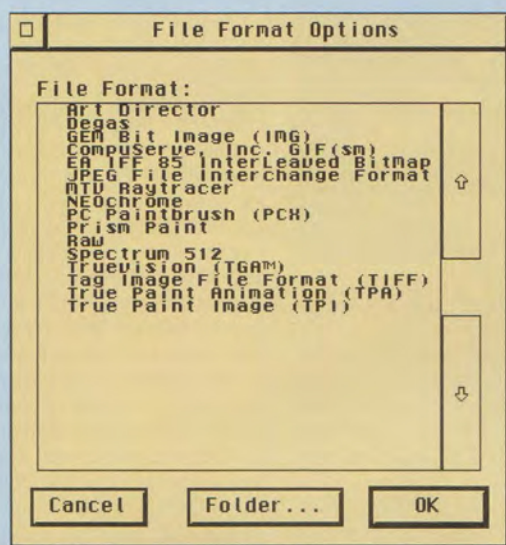 File Format Options
File Format:
Art Director
Degas
GEM Bit Image (IMG)
CompuServe, Inc. GIF(sm)
EA IFF 85 InterLeaved BitMap
JPEG File Interchange Format
MTV Raytracer
NEOchrome
PC Paintbrush (PCX)
Prism Paint
Raw
Spectrum 512
Truevision (TGA™)
Tag Image File Format (TIFF)
True Paint Animation (TPA)
True Paint Image (TPI)
Cancel
Folder...
OK